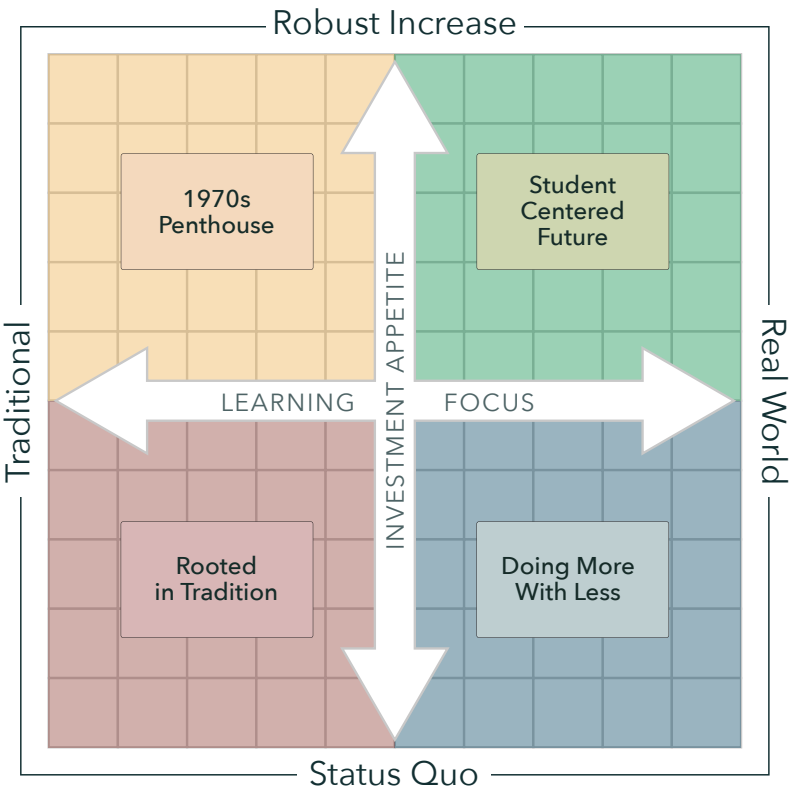 Robust Increase
1970s
Penthouse
Student
Centered
Future
Traditional
LEARNING
FOCUS
INVESTMENT APPETITE
Real World
Rooted
in Tradition
Doing More
With Less
Status Quo